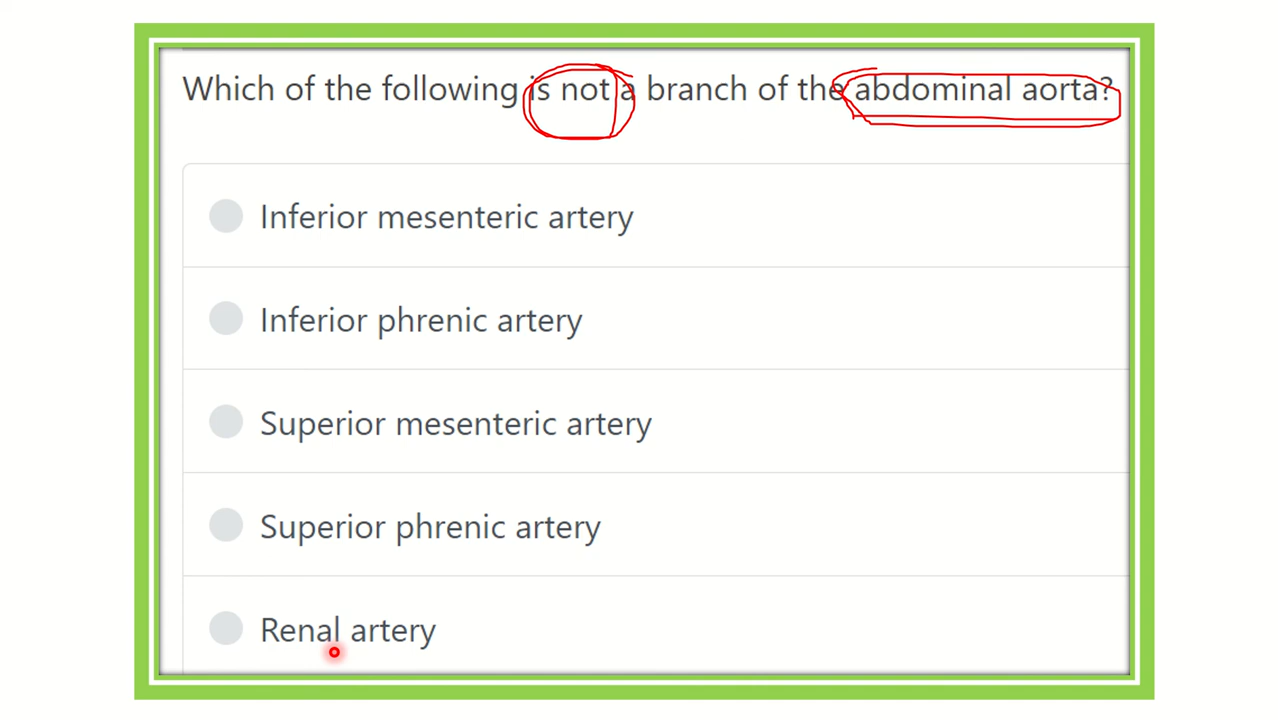 Which of the following is not a branch of the abdominal aorta?
Inferior mesenteric artery
Inferior phrenic artery
Superior mesenteric artery
Superior phrenic artery
Renal artery